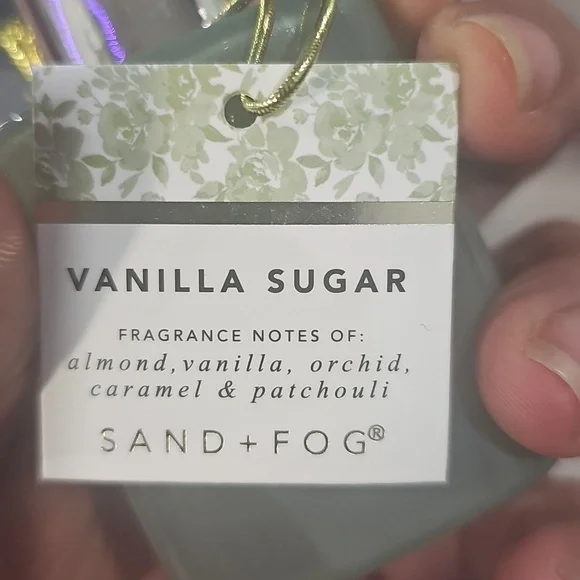 VANILLA SUGAR
FRAGRANCE NOTES OF:
almond, vanilla, orchid,
caramel & patchouli
SAND + FOG®